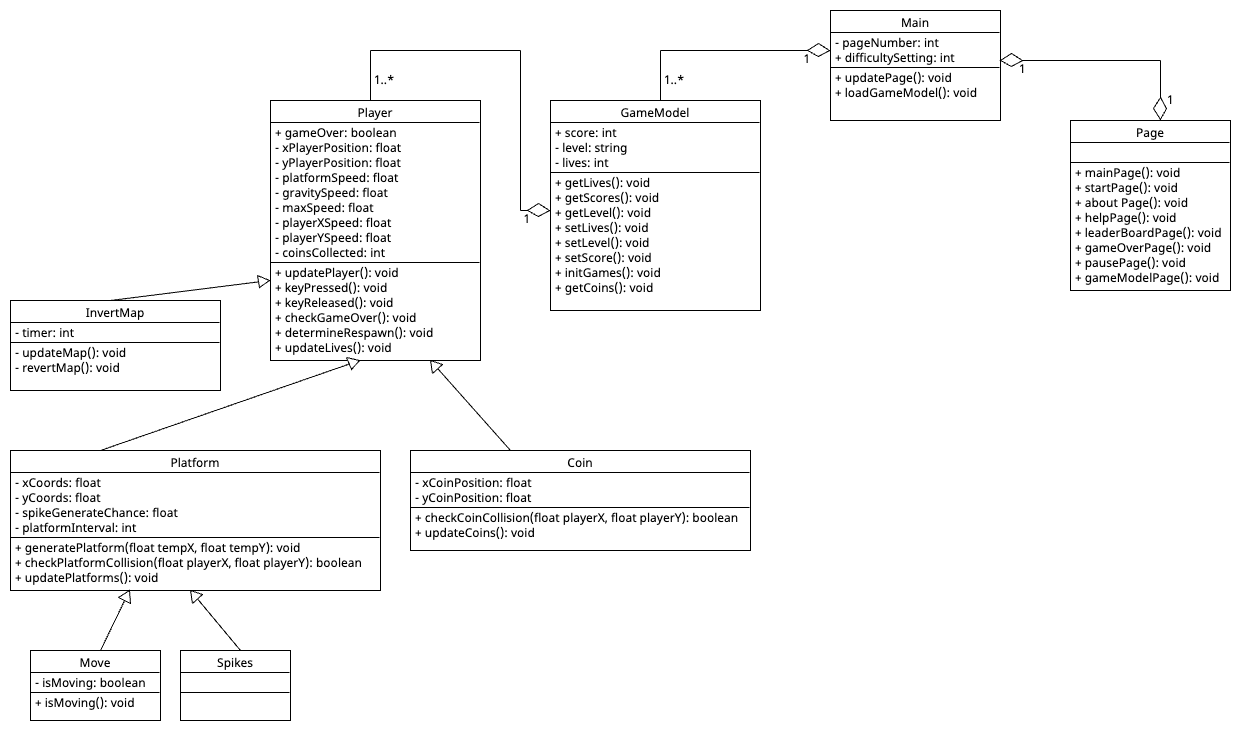 Main
- pageNumber: int
+ difficultySetting: int
+ updatePage(): void
+ loadGameModel(): void
1
1
1..*
1..*
1
1
Player
+ gameOver: boolean
- xPlayerPosition: float
- yPlayerPosition: float
- platformSpeed: float
- gravitySpeed: float
- maxSpeed: float
- playerXSpeed: float
- playerYSpeed: float
- coinsCollected: int
+ updatePlayer(): void
+ keyPressed(): void
+ keyReleased(): void
+ checkGameOver(): void
+ determineRespawn(): void
+ updateLives(): void
GameModel
+ score: int
- level: string
- lives: int
+ getLives(): void
+ getScores(): void
+ getLevel(): void
+ setLives(): void
+ setLevel(): void
+ setScore(): void
+ initGames(): void
+ getCoins(): void
Page
+ mainPage(): void
+ startPage(): void
+ about Page(): void
+ helpPage(): void
+ leaderBoardPage(): void
+ gameOverPage(): void
+ pausePage(): void
+ gameModelPage(): void
InvertMap
- timer: int
- updateMap(): void
- revertMap(): void
Platform
- xCoords: float
- yCoords: float
- spikeGenerateChance: float
- platformInterval: int
+ generatePlatform(float tempX, float tempY): void
+ checkPlatformCollision(float playerX, float playerY): boolean
+ updatePlatforms(): void
Coin
- xCoinPosition: float
- yCoinPosition: float
+ checkCoinCollision(float playerX, float playerY): boolean
+ updateCoins(): void
Move
- isMoving: boolean
+ isMoving(): void
Spikes